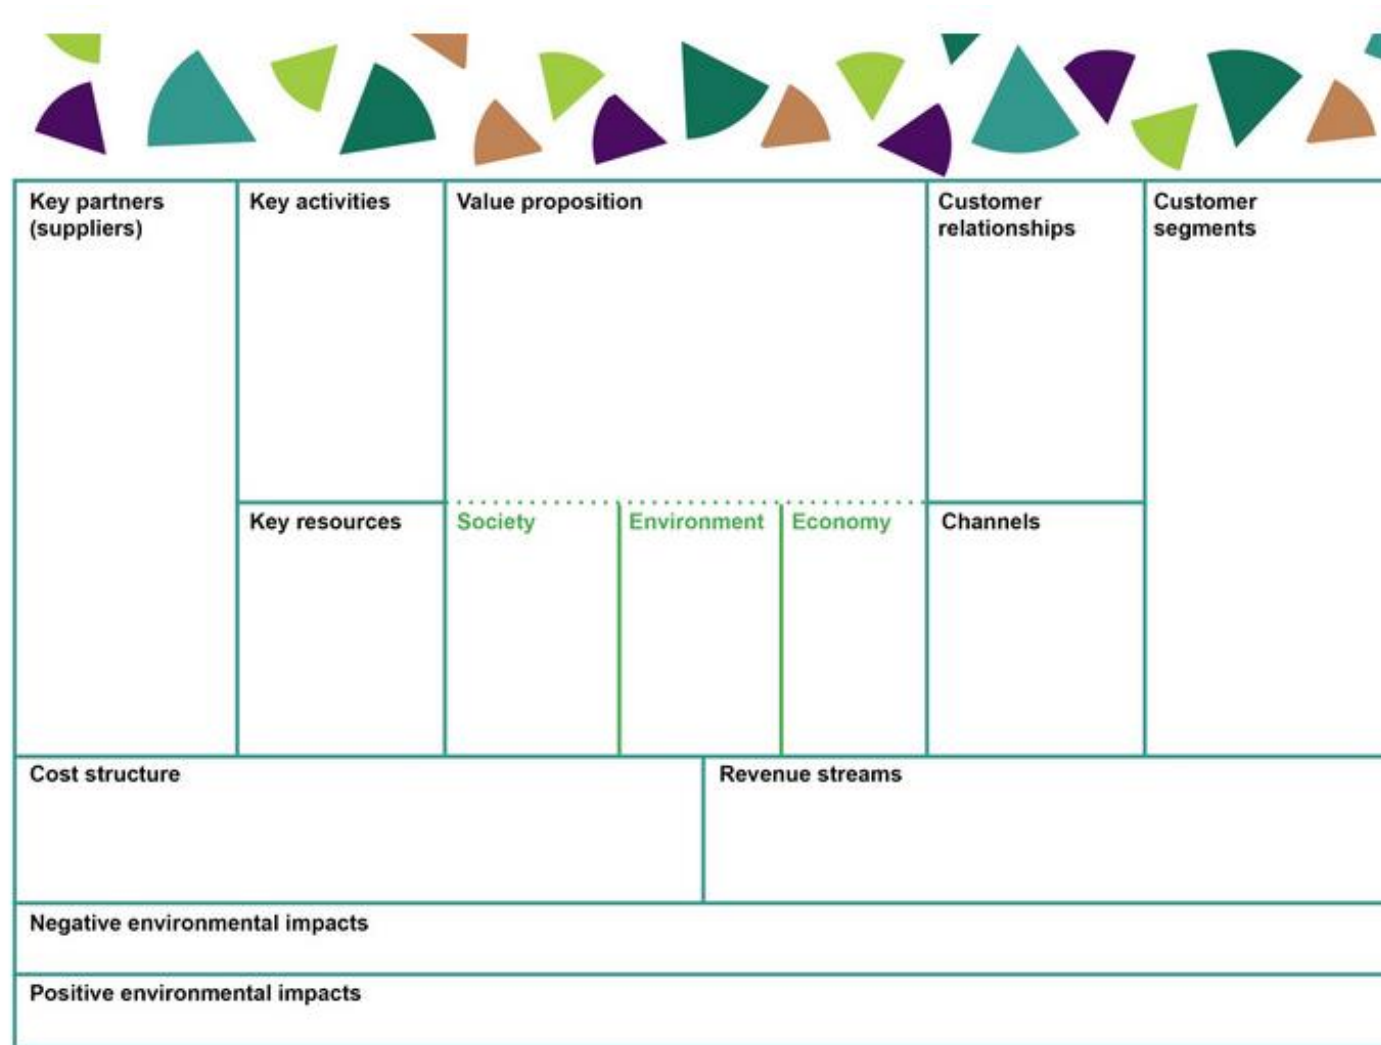 Key partners
(suppliers)
Key activities
Value proposition
Customer
relationships
Customer
segments
Key resources
Society
Environment
Economy
Channels
Cost structure
Revenue streams
Negative environmental impacts
Positive environmental impacts